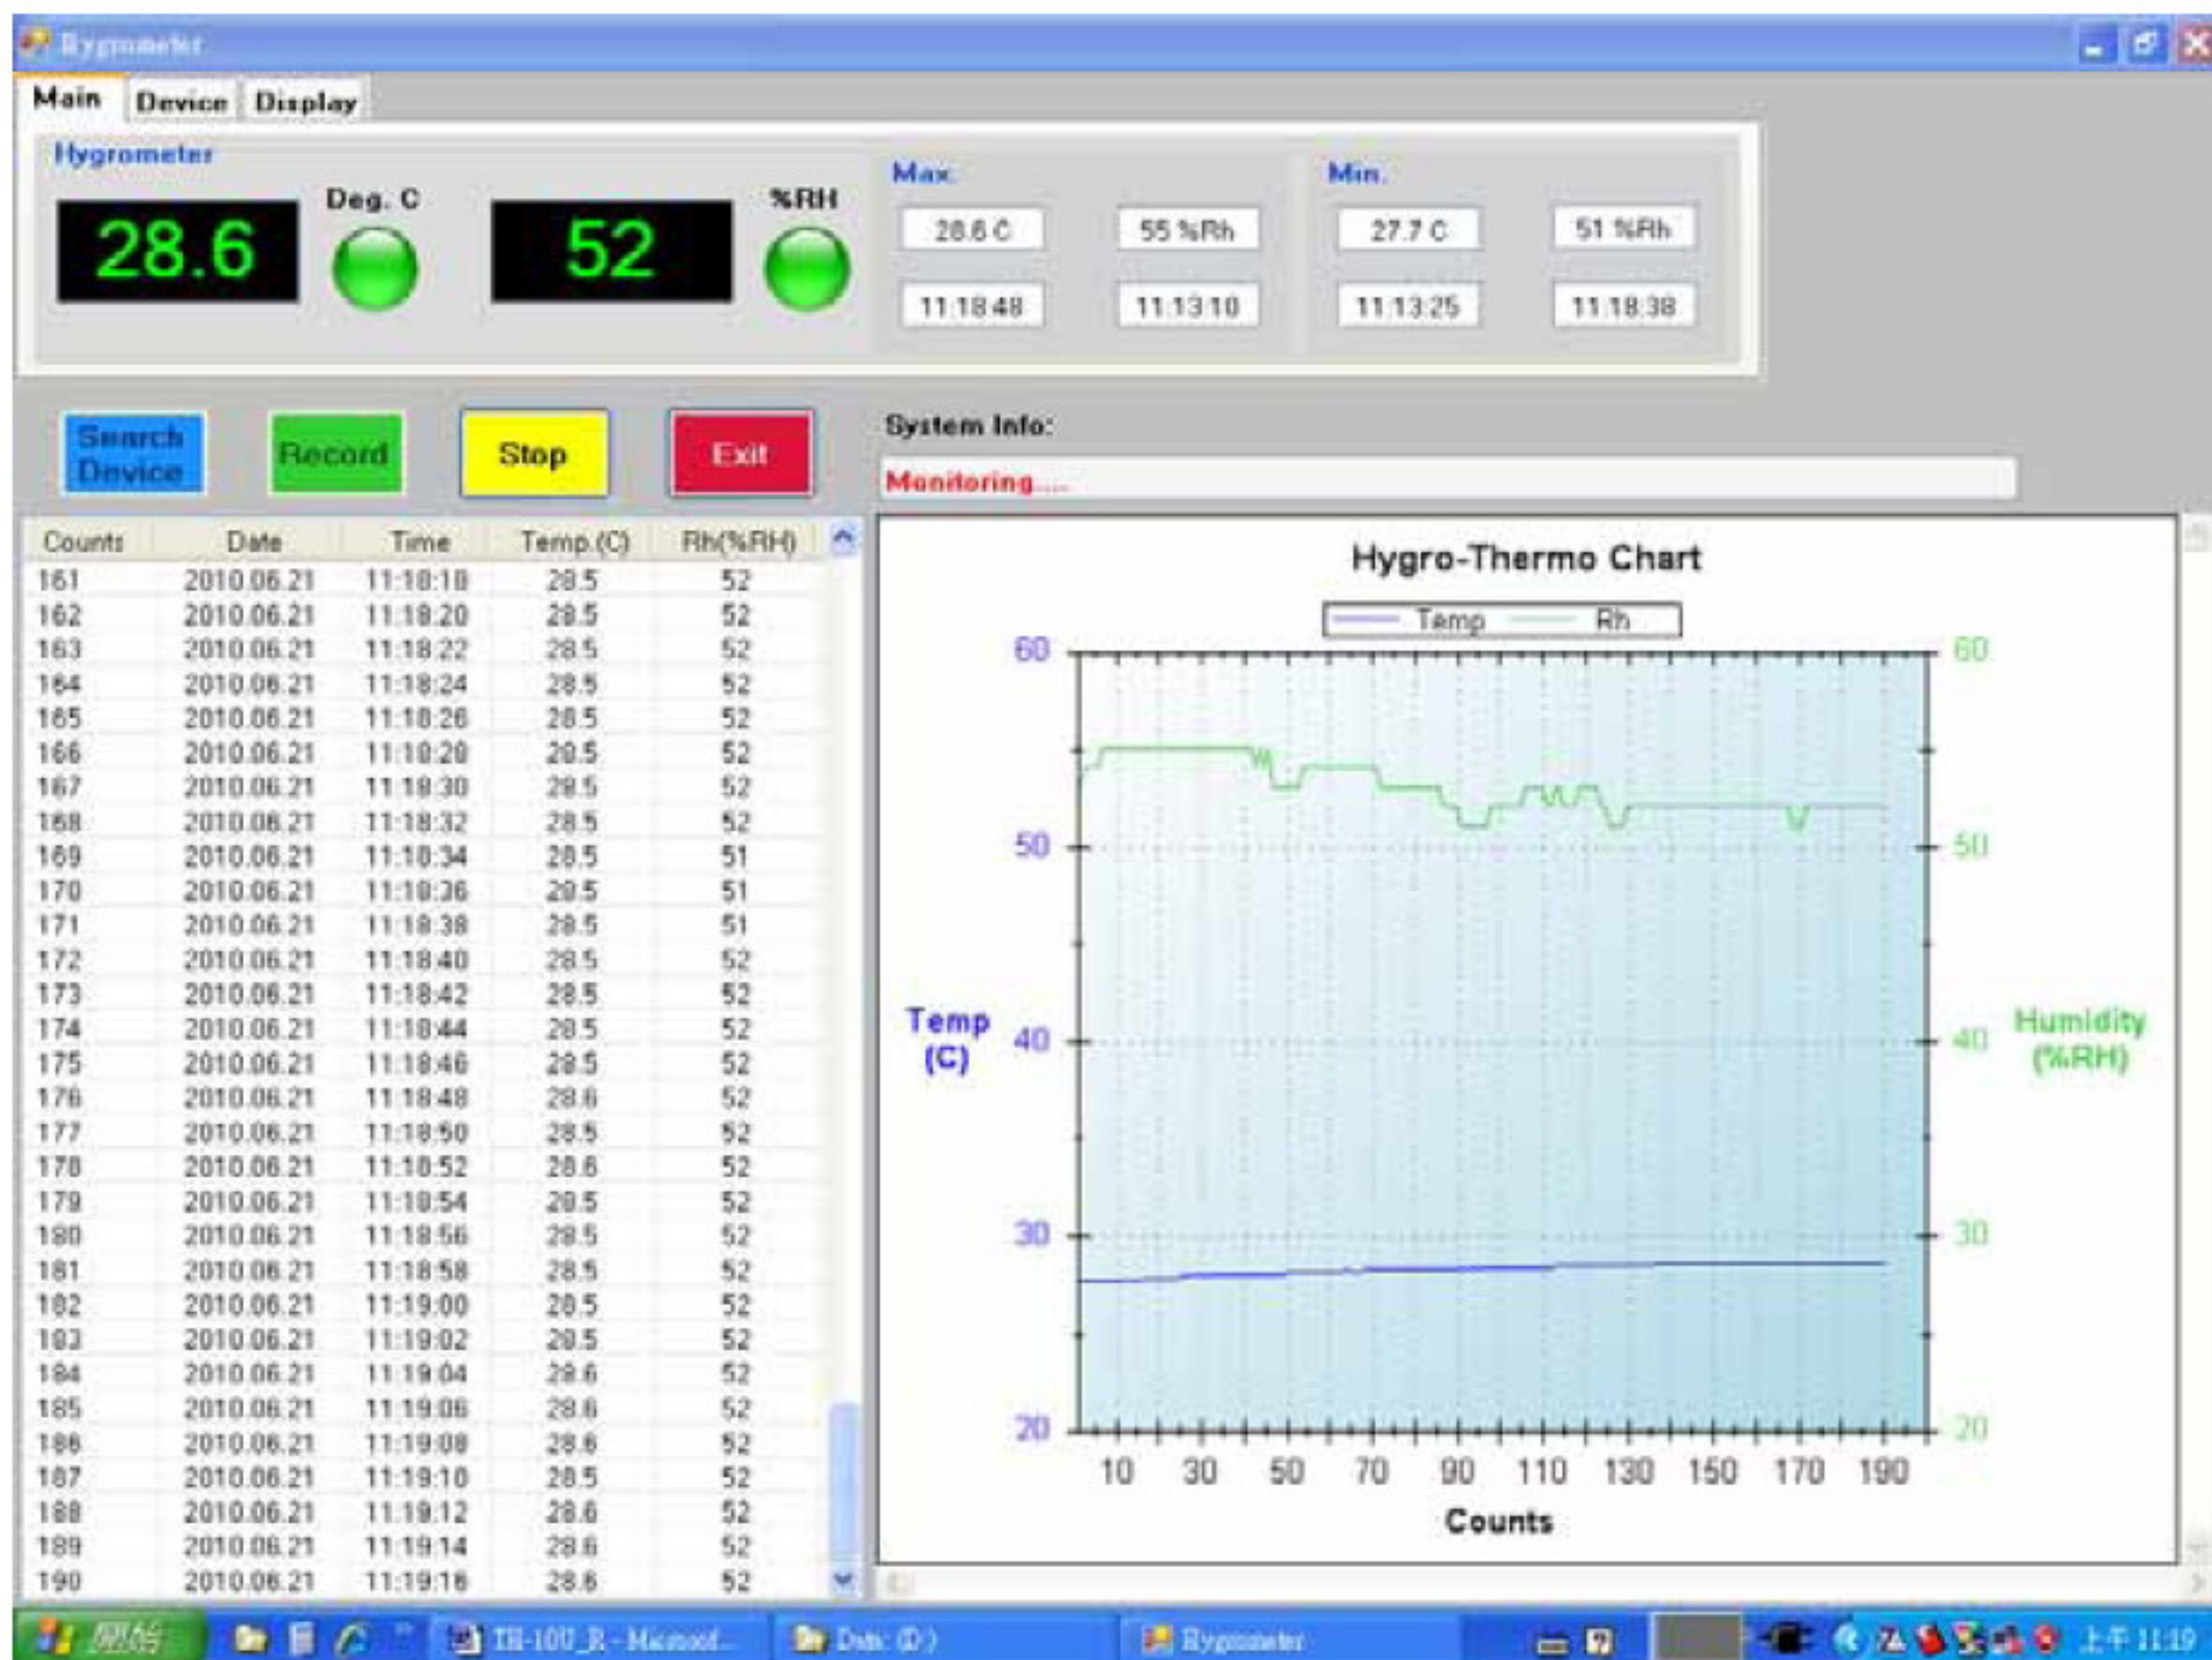 Hygrometer
Main Device Display
Hygrometer
28.6
Deg. C
52
%RH
Max.
28.6 C 55 %Rh
11:18:48 11:13:10
Min.
27.7 C 51 %Rh
11:13:25 11:18:38
Search
Device
Record
Stop
Exit
System Info:
Monitoring....
Counts Date Time Temp.(C) Rh(%RH)
161 2010.06.21 11:18:18 28.5 52
162 2010.06.21 11:18:20 28.5 52
163 2010.06.21 11:18:22 28.5 52
164 2010.06.21 11:18:24 28.5 52
165 2010.06.21 11:18:26 28.5 52
166 2010.06.21 11:18:28 28.5 52
167 2010.06.21 11:18:30 28.5 52
168 2010.06.21 11:18:32 28.5 52
169 2010.06.21 11:18:34 28.5 51
170 2010.06.21 11:18:36 28.5 51
171 2010.06.21 11:18:38 28.5 51
172 2010.06.21 11:18:40 28.5 52
173 2010.06.21 11:18:42 28.5 52
174 2010.06.21 11:18:44 28.5 52
175 2010.06.21 11:18:46 28.5 52
176 2010.06.21 11:18:48 28.6 52
177 2010.06.21 11:18:50 28.5 52
178 2010.06.21 11:18:52 28.6 52
179 2010.06.21 11:18:54 28.5 52
180 2010.06.21 11:18:56 28.5 52
181 2010.06.21 11:18:58 28.5 52
182 2010.06.21 11:19:00 28.5 52
183 2010.06.21 11:19:02 28.5 52
184 2010.06.21 11:19:04 28.6 52
185 2010.06.21 11:19:06 28.6 52
186 2010.06.21 11:19:08 28.6 52
187 2010.06.21 11:19:10 28.5 52
188 2010.06.21 11:19:12 28.6 52
189 2010.06.21 11:19:14 28.6 52
190 2010.06.21 11:19:16 28.6 52
Hygro-Thermo Chart
Temp Rh
60 60
50 50
40 40
30 30
20 20
Temp
(C)
Humidity
(%RH)
10 30 50 70 90 110 130 150 170 190
Counts
開始 TH-10U_R - Microsof... Data (D:) Hygrometer 上午 11:19